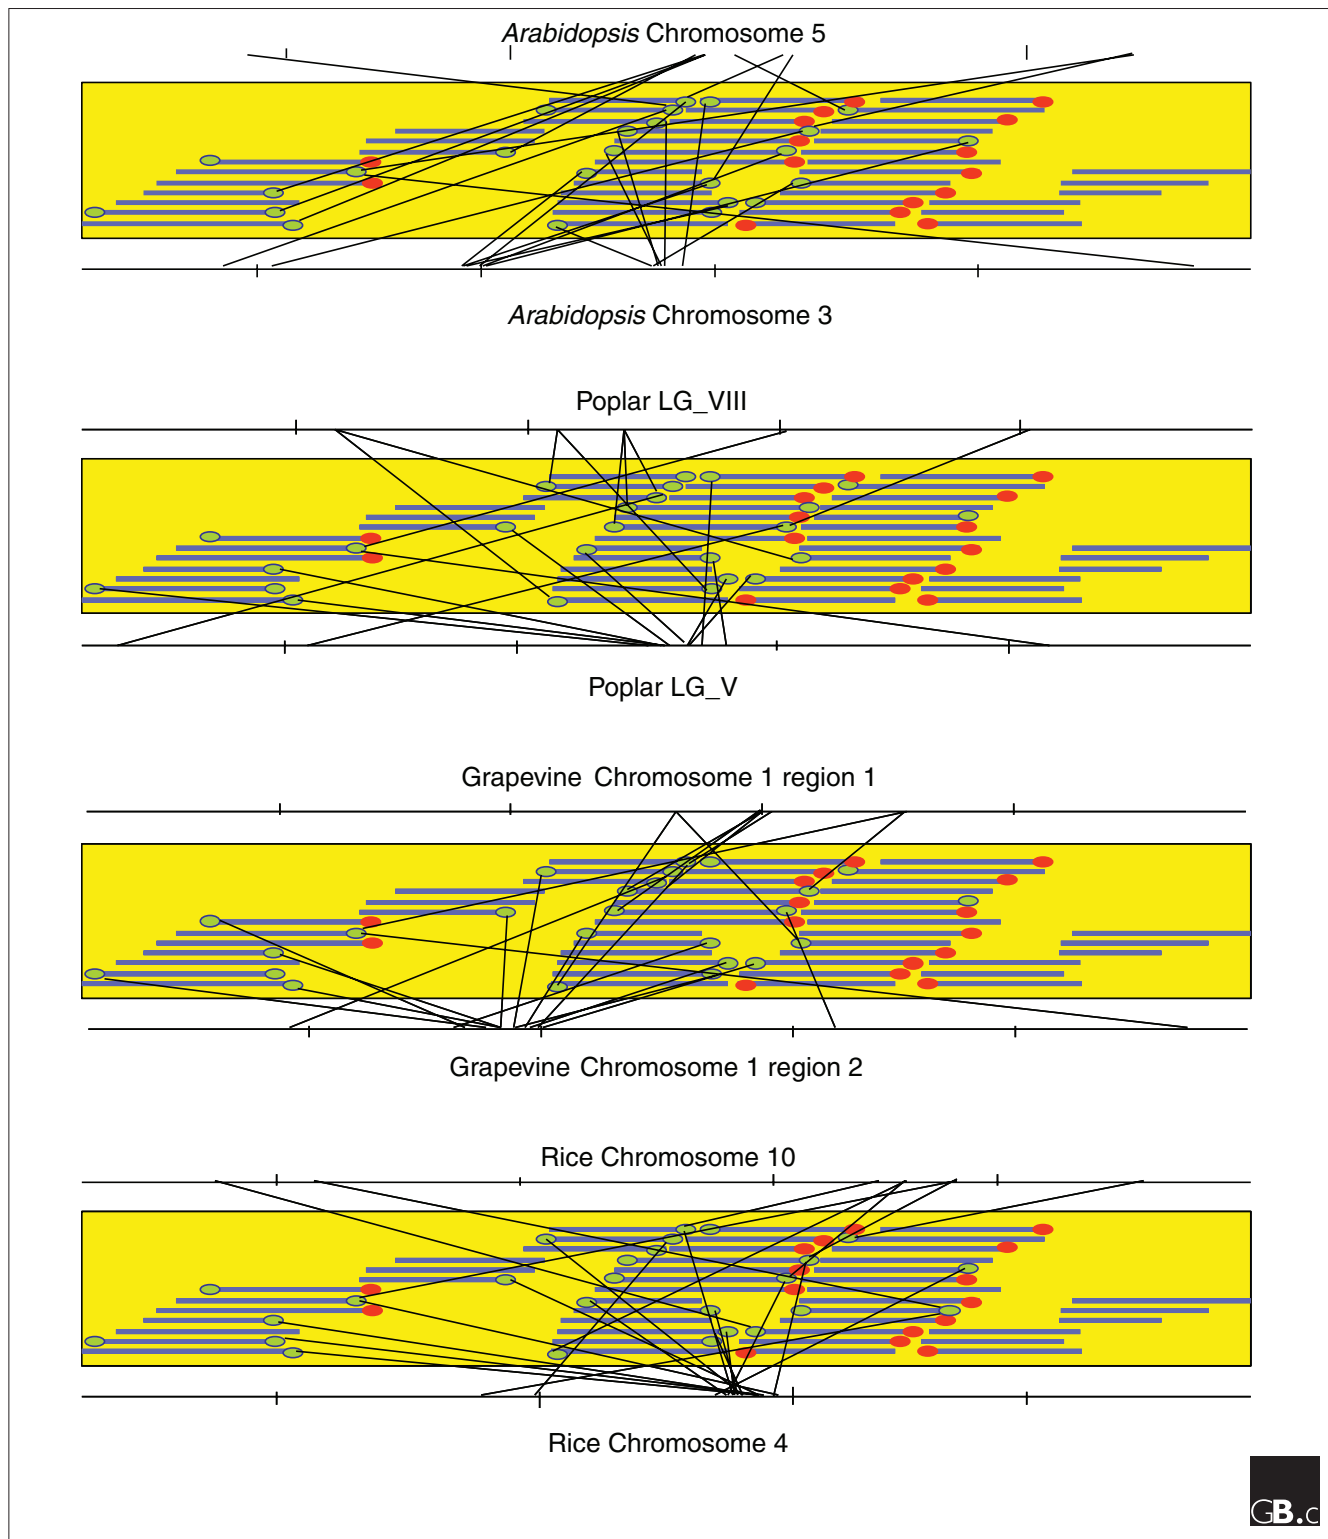 Arabidopsis Chromosome 5
Arabidopsis Chromosome 3
Poplar LG_VIII
Poplar LG_V
Grapevine Chromosome 1 region 1
Grapevine Chromosome 1 region 2
Rice Chromosome 10
Rice Chromosome 4
GB.c